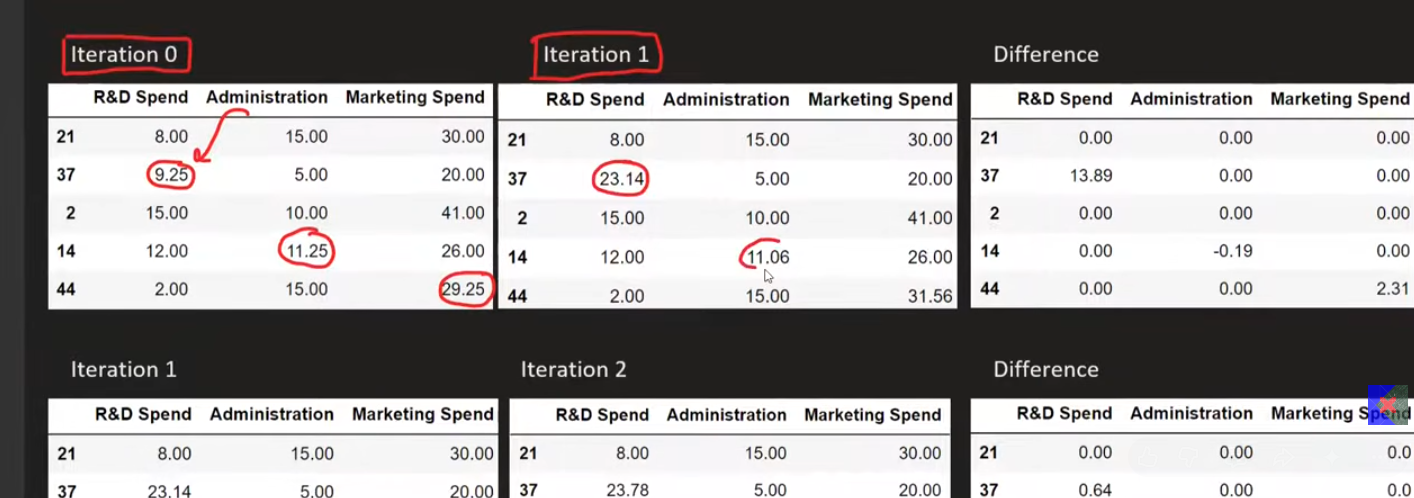 Iteration 0 Iteration 1 Difference
R&D Spend Administration Marketing Spend R&D Spend Administration Marketing Spend R&D Spend Administration Marketing Spend
21 8.00 15.00 30.00 21 8.00 15.00 30.00 21 0.00 0.00 0.00
37 9.25 5.00 20.00 37 23.14 5.00 20.00 37 13.89 0.00 0.00
2 15.00 10.00 41.00 2 15.00 10.00 41.00 2 0.00 0.00 0.00
14 12.00 11.25 26.00 14 12.00 11.06 26.00 14 0.00 -0.19 0.00
44 2.00 15.00 29.25 44 2.00 15.00 31.56 44 0.00 0.00 2.31
Iteration 1 Iteration 2 Difference
R&D Spend Administration Marketing Spend R&D Spend Administration Marketing Spend R&D Spend Administration Marketing Spend
21 8.00 15.00 30.00 21 8.00 15.00 30.00 21 0.00 0.00 0.0
37 23.14 5.00 20.00 37 23.78 5.00 20.00 37 0.64 0.00 0.0